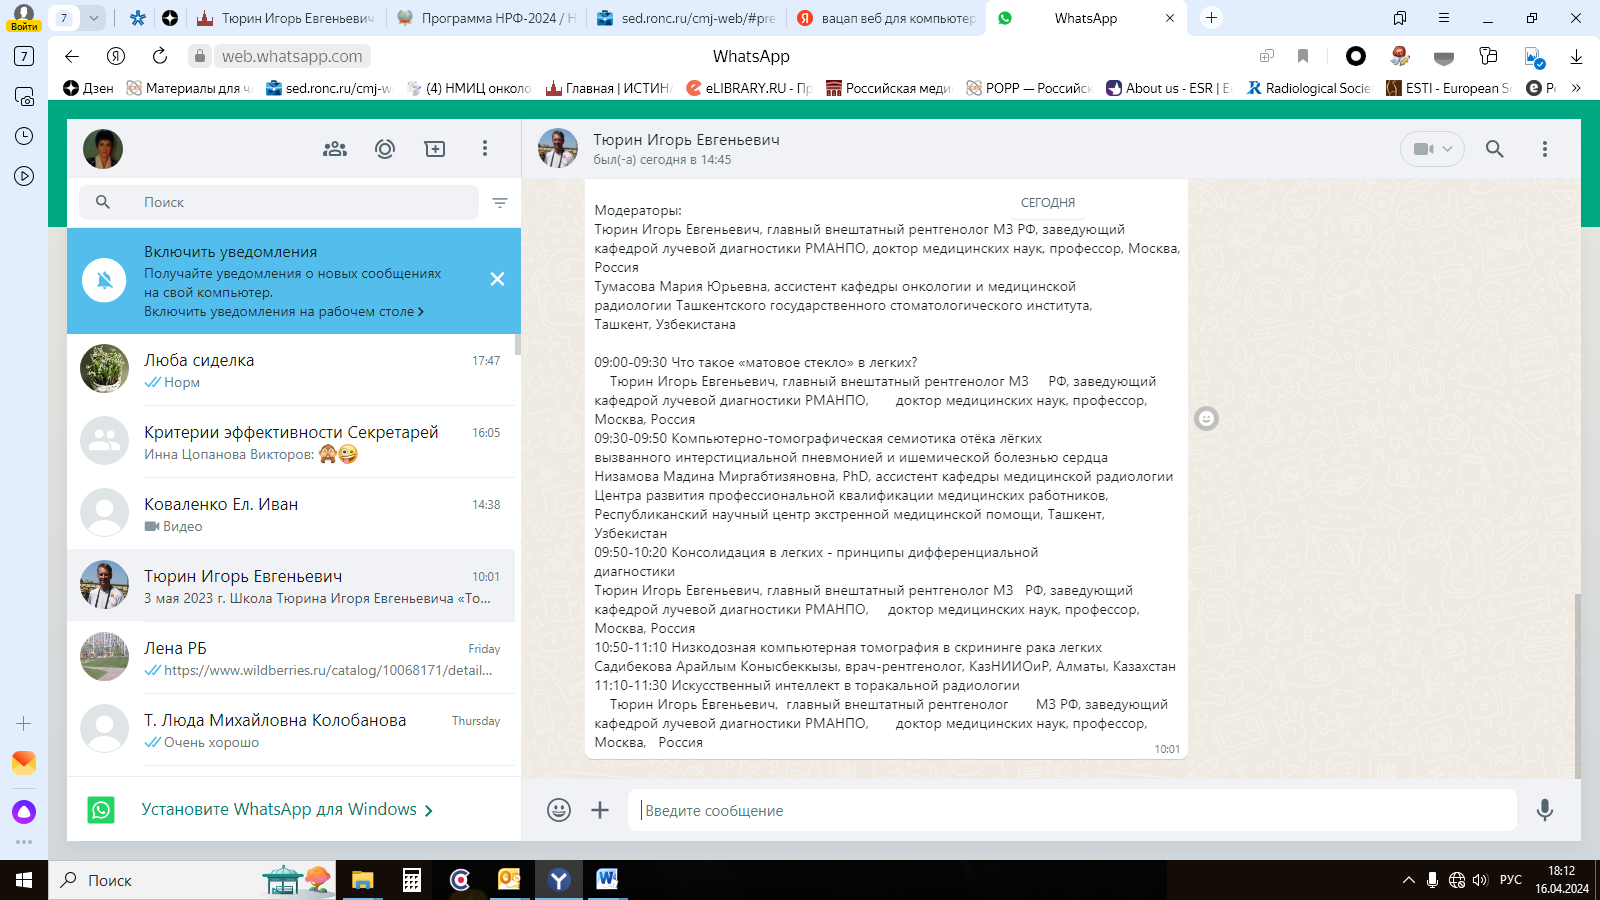 Войти
7
Тюрин Игорь Евгеньевич
Программа НРФ-2024 / Н
sed.ronc.ru/cmj-web/#pre
вацап веб для компьютер
WhatsApp
7
web.whatsapp.com
WhatsApp
Дзен
Материалы для ч
sed.ronc.ru/cmj-w
(4) НМИЦ онколо
Главная | ИСТИН
eLIBRARY.RU - Пр
Российская меди
РОРР — Российск
About us - ESR | E
Radiological Socie
ESTI - European So
»
Тюрин Игорь Евгеньевич
был(-а) сегодня в 14:45
Поиск
Включить уведомления
Получайте уведомления о новых сообщениях
на свой компьютер.
Включить уведомления на рабочем столе
Люба сиделка
17:47
Норм
Критерии эффективности Секретарей
16:05
Инна Цопанова Викторов:
Коваленко Ел. Иван
14:38
Видео
Тюрин Игорь Евгеньевич
10:01
3 мая 2023 г. Школа Тюрина Игоря Евгеньевича «То...
Лена РБ
Friday
https://www.wildberries.ru/catalog/10068171/detail...
Т. Люда Михайловна Колобанова
Thursday
Очень хорошо
Установите WhatsApp для Windows
СЕГОДНЯ
Модераторы:
Тюрин Игорь Евгеньевич, главный внештатный рентгенолог МЗ РФ, заведующий
кафедрой лучевой диагностики РМАНПО, доктор медицинских наук, профессор, Москва,
Россия
Тумасова Мария Юрьевна, ассистент кафедры онкологии и медицинской
радиологии Ташкентского государственного стоматологического института,
Ташкент, Узбекистана
09:00-09:30 Что такое «матовое стекло» в легких?
Тюрин Игорь Евгеньевич, главный внештатный рентгенолог МЗ РФ, заведующий
кафедрой лучевой диагностики РМАНПО, доктор медицинских наук, профессор,
Москва, Россия
09:30-09:50 Компьютерно-томографическая семиотика отёка лёгких
вызванного интерстициальной пневмонией и ишемической болезнью сердца
Низамова Мадина Миргабтизяновна, PhD, ассистент кафедры медицинской радиологии
Центра развития профессиональной квалификации медицинских работников,
Республиканский научный центр экстренной медицинской помощи, Ташкент,
Узбекистан
09:50-10:20 Консолидация в легких - принципы дифференциальной
диагностики
Тюрин Игорь Евгеньевич, главный внештатный рентгенолог МЗ РФ, заведующий
кафедрой лучевой диагностики РМАНПО, доктор медицинских наук, профессор,
Москва, Россия
10:50-11:10 Низкодозная компьютерная томография в скрининге рака легких
Садибекова Арайлым Конысбеккызы, врач-рентгенолог, КазНИИОиР, Алматы, Казахстан
11:10-11:30 Искусственный интеллект в торакальной радиологии
Тюрин Игорь Евгеньевич, главный внештатный рентгенолог МЗ РФ, заведующий
кафедрой лучевой диагностики РМАНПО, доктор медицинских наук, профессор,
Москва, Россия
10:01
Введите сообщение
Поиск
РУС
18:12
16.04.2024